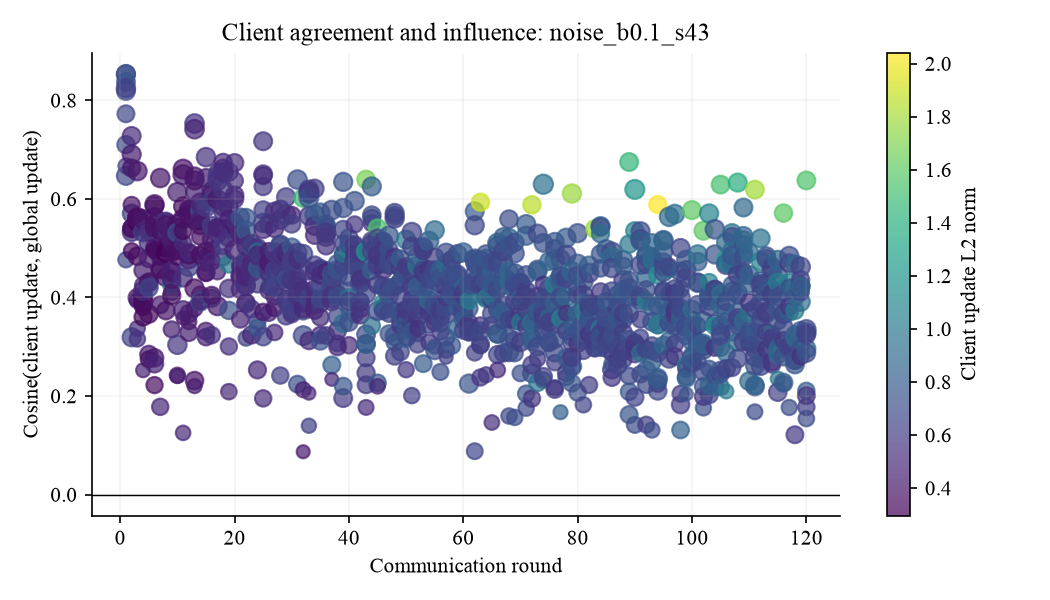 Client agreement and influence: noise_b0.1_s43
Cosine(client update, global update)
0.8
0.6
0.4
0.2
0.0
0 20 40 60 80 100 120
Communication round
2.0
1.8
1.6
1.4
1.2
1.0
0.8
0.6
0.4
Client update L2 norm